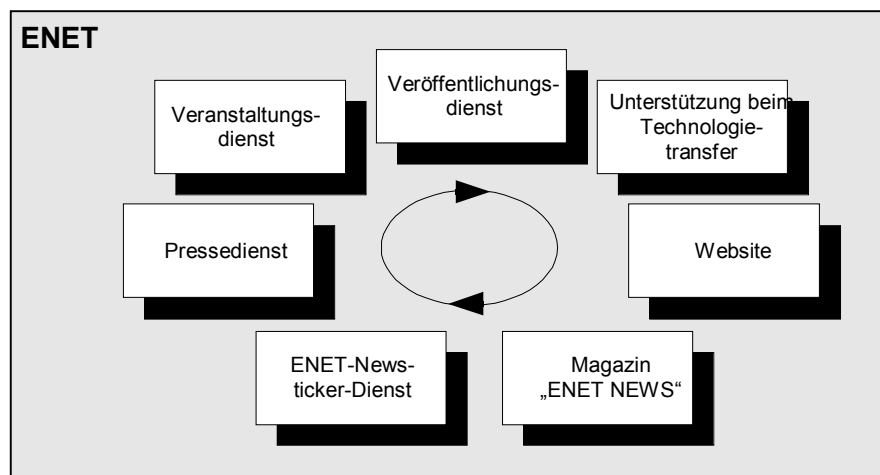 ENET
Veröffentlichungs-
dienst
Veranstaltungs-
dienst
Unterstützung beim
Technologie-
transfer
Pressedienst
Website
ENET-News-
ticker-Dienst
Magazin
„ENET NEWS“